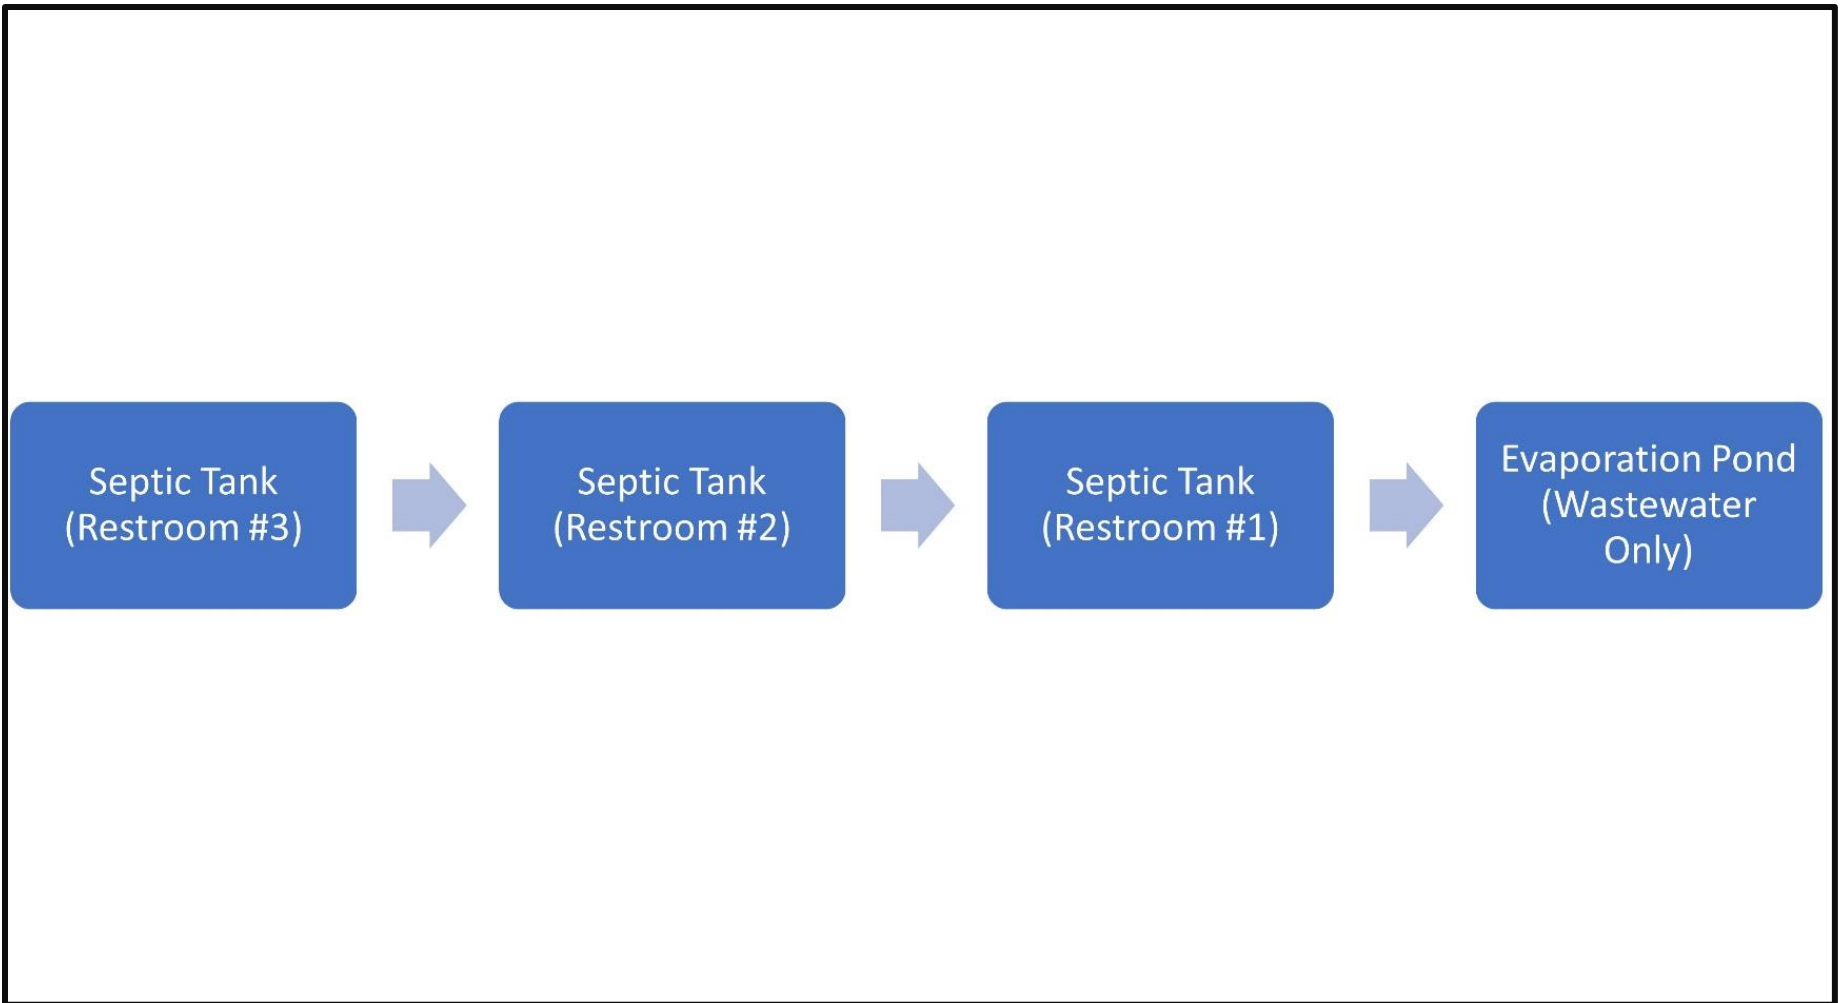 Septic Tank
(Restroom #3)
Septic Tank
(Restroom #2)
Septic Tank
(Restroom #1)
Evaporation Pond
(Wastewater
Only)